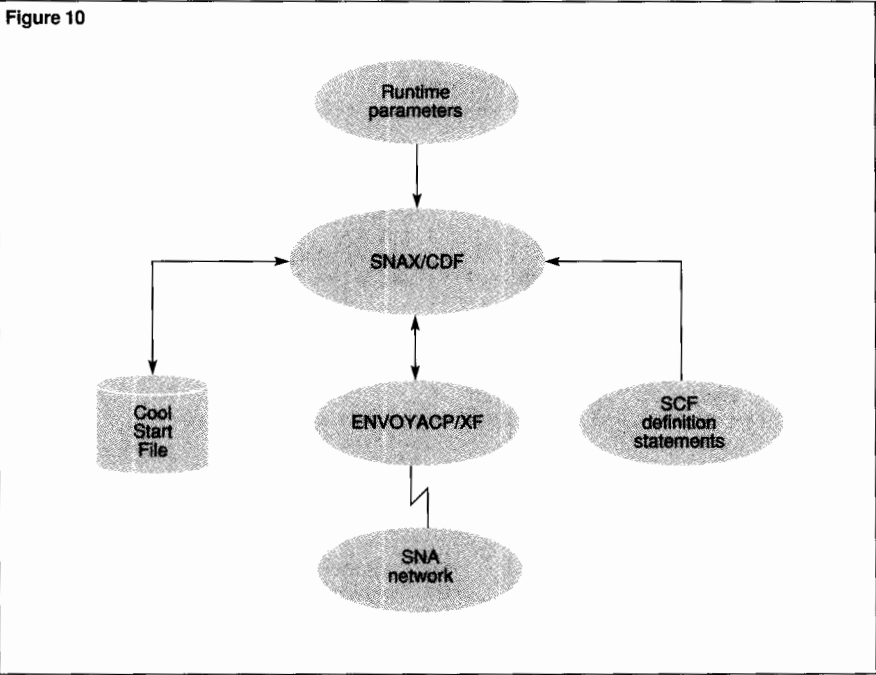 Figure 10
Runtime
parameters
SNAX/CDF
Cool
Start
File
ENVOYACP/XF
SCF
definition
statements
SNA
network